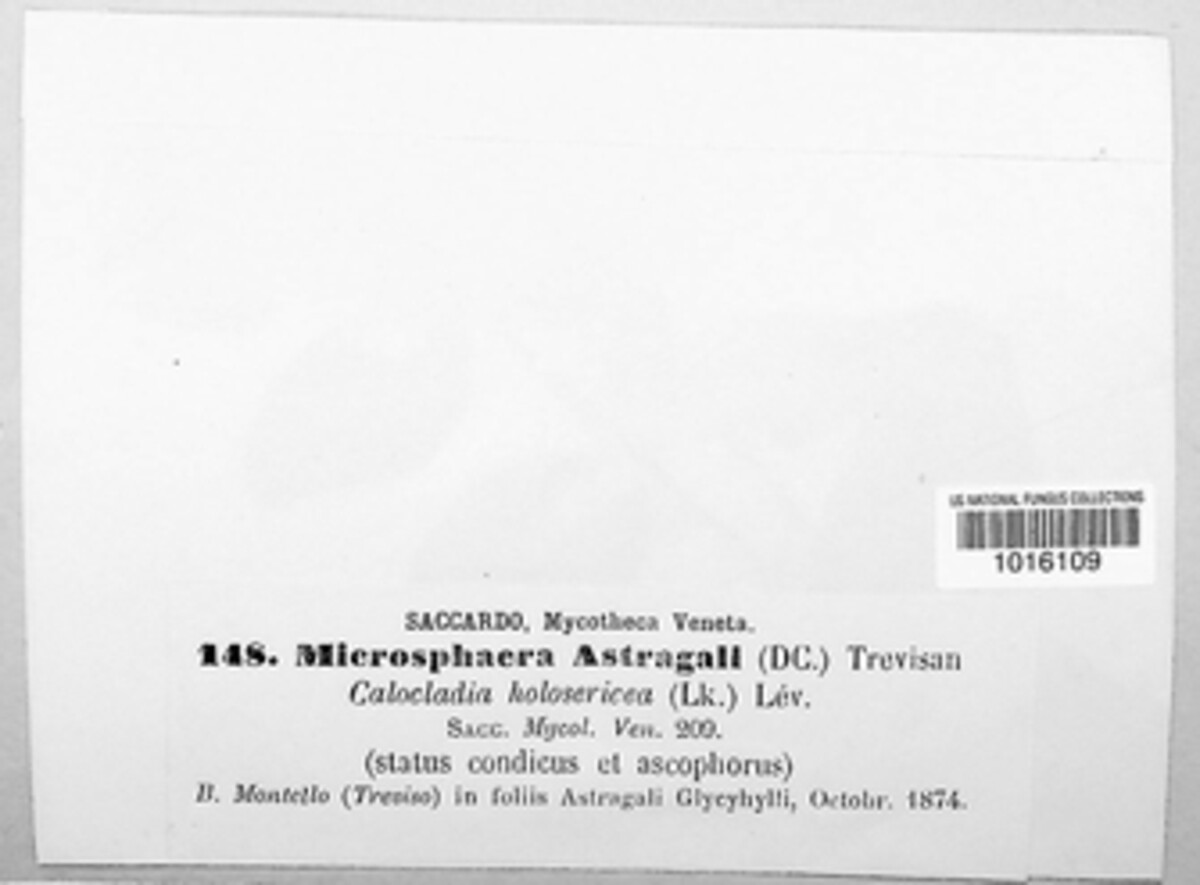 US NATIONAL FUNGUS COLLECTIONS
1016109
SACCARDO, Mycotheca Veneta.
148. Microsphaera Astragali (DC.) Trevisan
Calocladia holosericea (Lk.) Lév.
SACC. Mycol. Ven. 209.
(status condicus et ascophorus)
B. Montello (Treviso) in foliis Astragali Glycyhylli, Octobr. 1874.